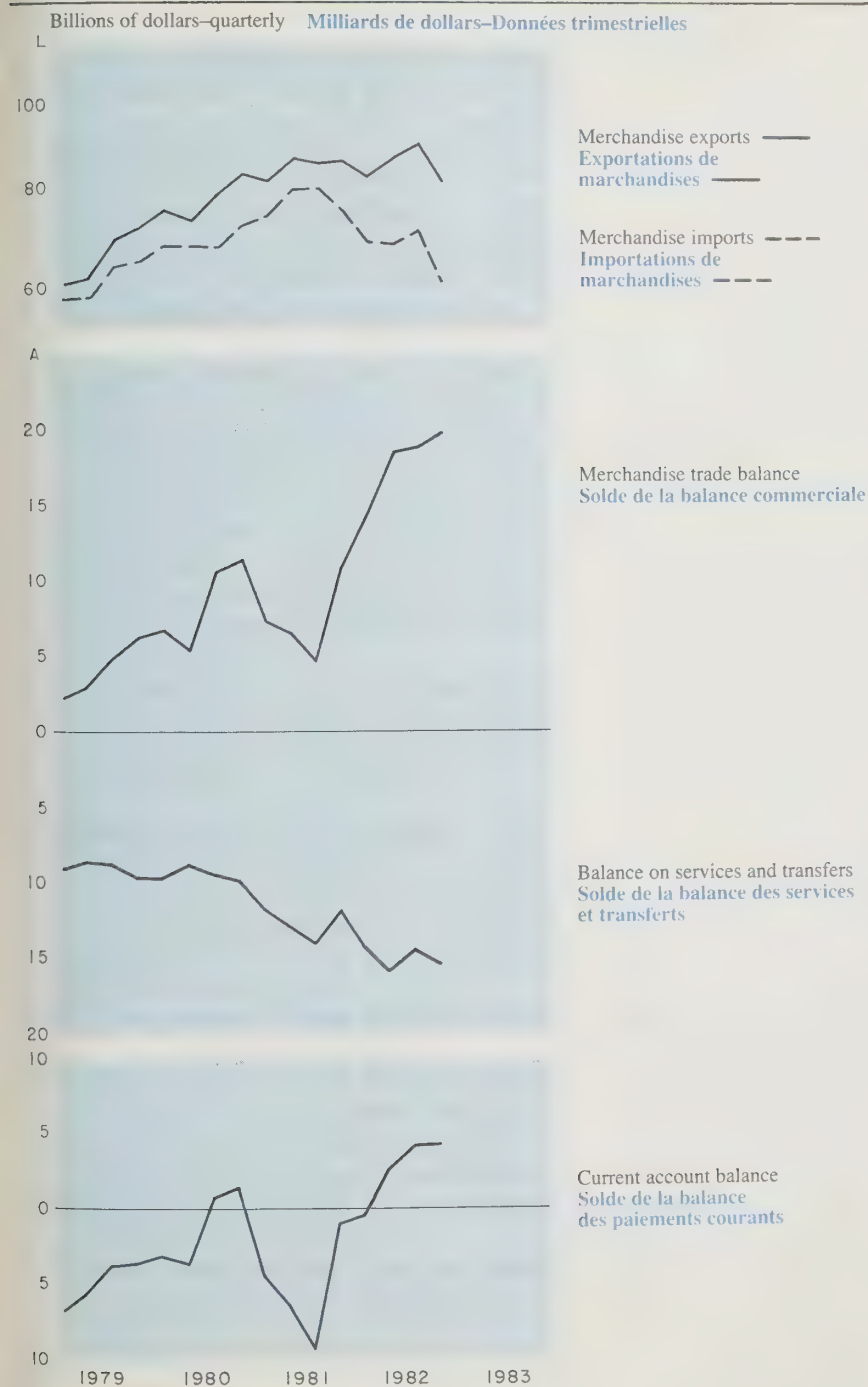 Billions of dollars–quarterly Milliards de dollars–Données trimestrielles
L
100
80
60
Merchandise exports
Exportations de
marchandises
Merchandise imports
Importations de
marchandises
A
20
15
10
5
0
5
10
15
20
Merchandise trade balance
Solde de la balance commerciale
Balance on services and transfers
Solde de la balance des services
et transferts
10
5
0
5
10
Current account balance
Solde de la balance
des paiements courants
1979 1980 1981 1982 1983